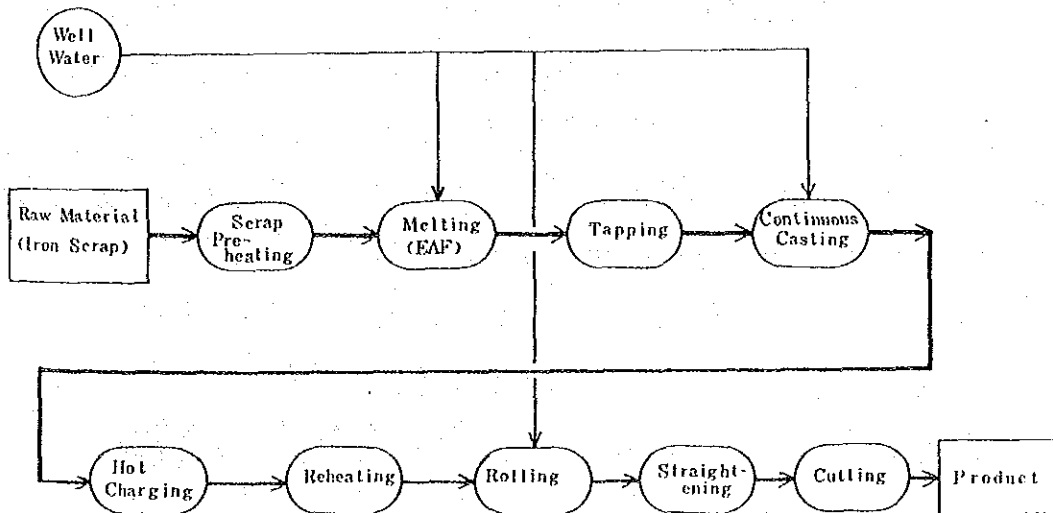 Well
Water
Raw Material
(Iron Scrap)
Scrap
Pre-
heating
Melting
(EAF)
Tapping
Continuous
Casting
Hot
Charging
Reheating
Rolling
Straight-
ening
Cutting
Product